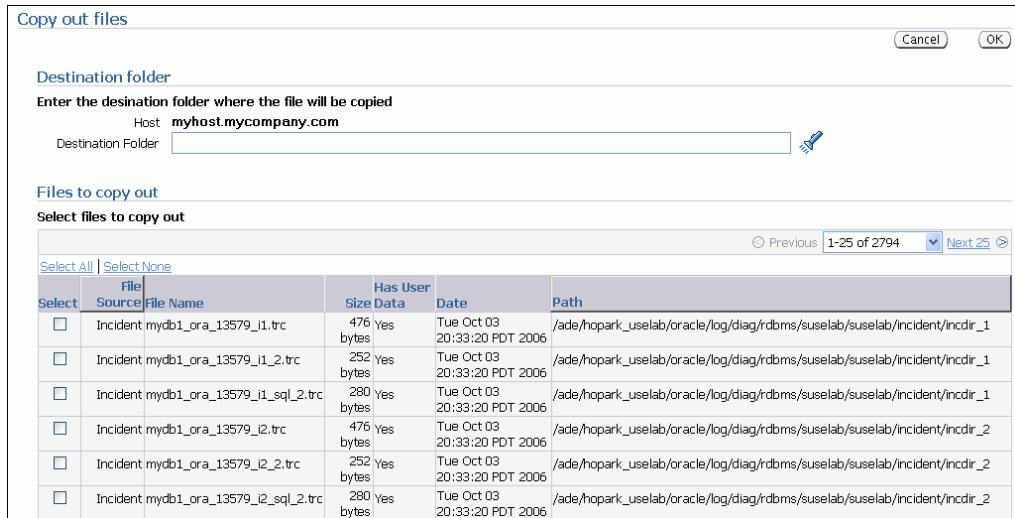 Copy out files
Cancel OK
Destination folder
Enter the desination folder where the file will be copied
Host myhost.mycompany.com
Destination Folder
Files to copy out
Select files to copy out
Previous 1-25 of 2794 Next 25
Select All | Select None
Select File Source File Name Size Has User Data Date Path
Incident mydb1_ora_13579_i1.trc 476 bytes Yes Tue Oct 03 20:33:20 PDT 2006 /ade/hopark_uselab/oracle/log/diag/rdbms/suselab/suselab/incident/incdir_1
Incident mydb1_ora_13579_i1_2.trc 252 bytes Yes Tue Oct 03 20:33:20 PDT 2006 /ade/hopark_uselab/oracle/log/diag/rdbms/suselab/suselab/incident/incdir_1
Incident mydb1_ora_13579_i1_sql_2.trc 280 bytes Yes Tue Oct 03 20:33:20 PDT 2006 /ade/hopark_uselab/oracle/log/diag/rdbms/suselab/suselab/incident/incdir_1
Incident mydb1_ora_13579_i2.trc 476 bytes Yes Tue Oct 03 20:33:20 PDT 2006 /ade/hopark_uselab/oracle/log/diag/rdbms/suselab/suselab/incident/incdir_2
Incident mydb1_ora_13579_i2_2.trc 252 bytes Yes Tue Oct 03 20:33:20 PDT 2006 /ade/hopark_uselab/oracle/log/diag/rdbms/suselab/suselab/incident/incdir_2
Incident mydb1_ora_13579_i2_sql_2.trc 280 bytes Yes Tue Oct 03 20:33:20 PDT 2006 /ade/hopark_uselab/oracle/log/diag/rdbms/suselab/suselab/incident/incdir_2